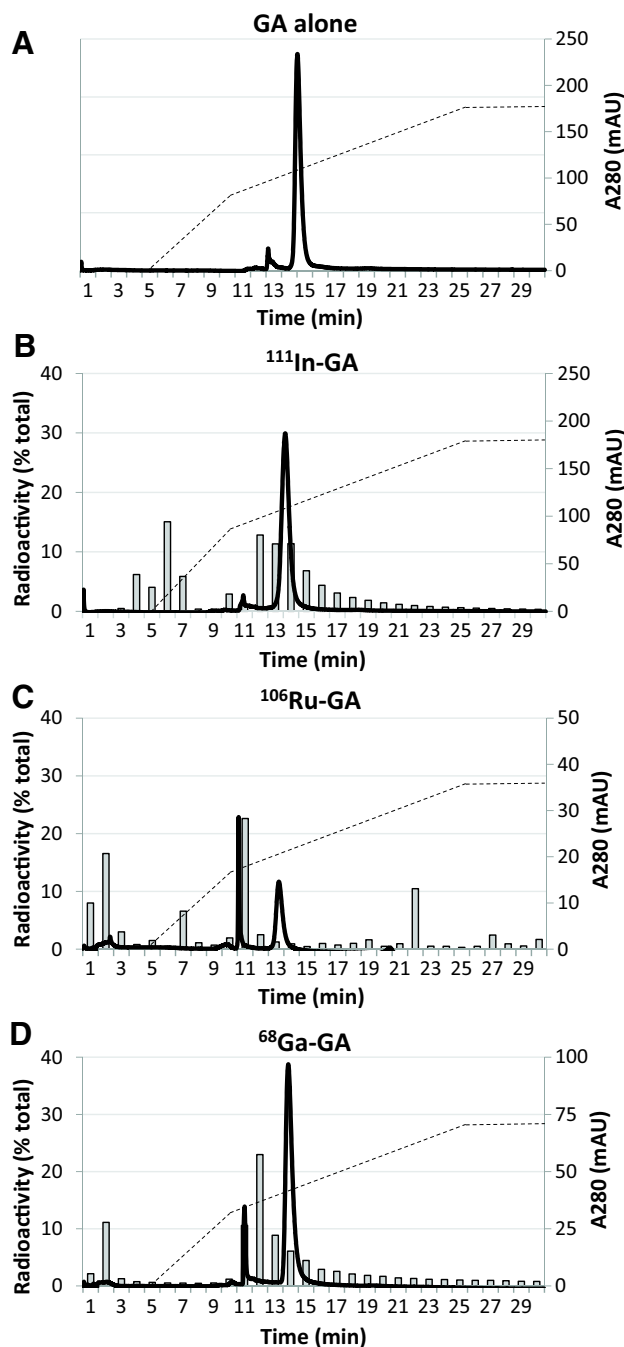 A
GA alone
250
200
150
100
50
0
A280 (mAU)
1 3 5 7 9 11 13 15 17 19 21 23 25 27 29
Time (min)
B
¹¹¹In-GA
40
30
20
10
0
Radioactivity (% total)
250
200
150
100
50
0
A280 (mAU)
1 3 5 7 9 11 13 15 17 19 21 23 25 27 29
Time (min)
C
¹⁰⁶Ru-GA
40
30
20
10
0
Radioactivity (% total)
50
40
30
20
10
0
A280 (mAU)
1 3 5 7 9 11 13 15 17 19 21 23 25 27 29
Time (min)
D
⁶⁸Ga-GA
40
30
20
10
0
Radioactivity (% total)
100
75
50
25
0
A280 (mAU)
1 3 5 7 9 11 13 15 17 19 21 23 25 27 29
Time (min)